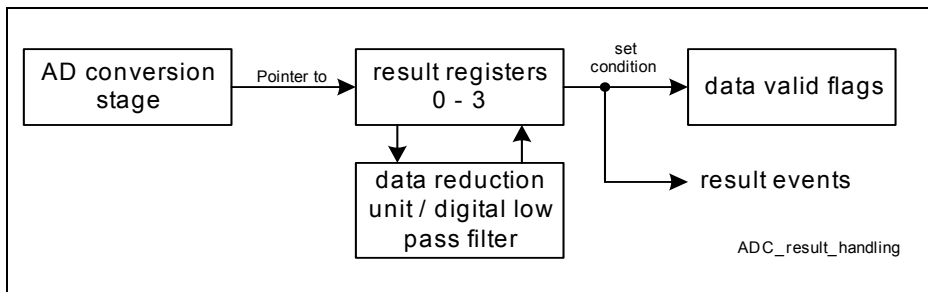 AD conversion
stage
Pointer to
result registers
0 - 3
set
condition
data valid flags
data reduction
unit / digital low
pass filter
result events
ADC_result_handling